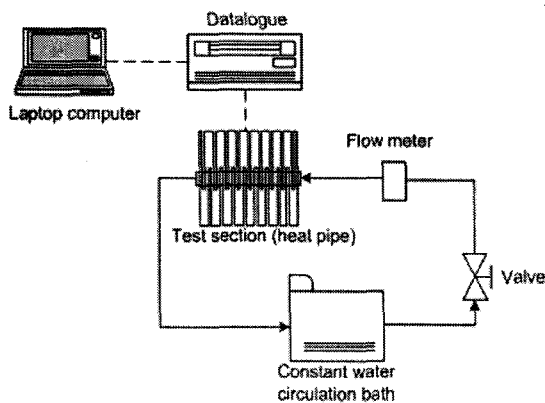 Datalogue
Laptop computer
Flow meter
Test section (heat pipe)
Valve
Constant water
circulation bath